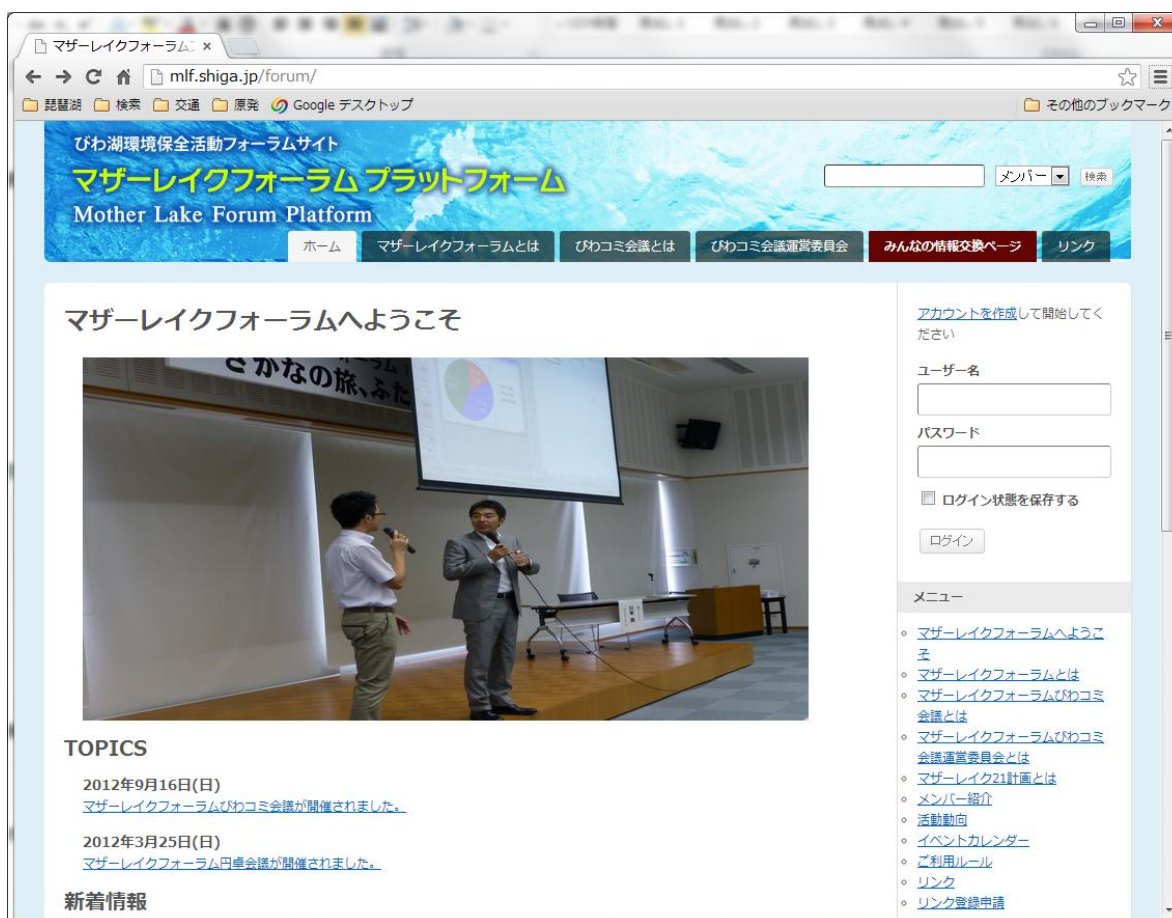 マザーレイクフォーラム
mlf.shiga.jp/forum/
琵琶湖 検索 交通 原発 Google デスクトップ その他のブックマーク
びわ湖環境保全活動フォーラムサイト
マザーレイクフォーラム プラットフォーム
Mother Lake Forum Platform
メンバー 検索
ホーム マザーレイクフォーラムとは びわコミ会議とは びわコミ会議運営委員会 みんなの情報交換ページ リンク
マザーレイクフォーラムへようこそ
さかなの旅、ふた
TOPICS
2012年9月16日(日)
マザーレイクフォーラムびわコミ会議が開催されました。
2012年3月25日(日)
マザーレイクフォーラム円卓会議が開催されました。
新着情報
アカウントを作成して開始してく
ださい
ユーザー名
パスワード
ログイン状態を保存する
ログイン
メニュー
マザーレイクフォーラムへようこ
そ
マザーレイクフォーラムとは
マザーレイクフォーラムびわコミ
会議とは
マザーレイクフォーラムびわコミ
会議運営委員会とは
マザーレイク21計画とは
メンバー紹介
活動動向
イベントカレンダー
ご利用ルール
リンク
リンク登録申請